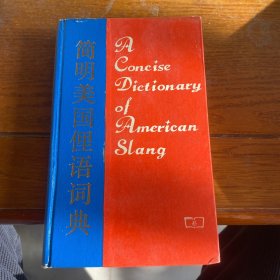 简明美国俚语词典
A
Concise
Dictionary
of
American
Slang